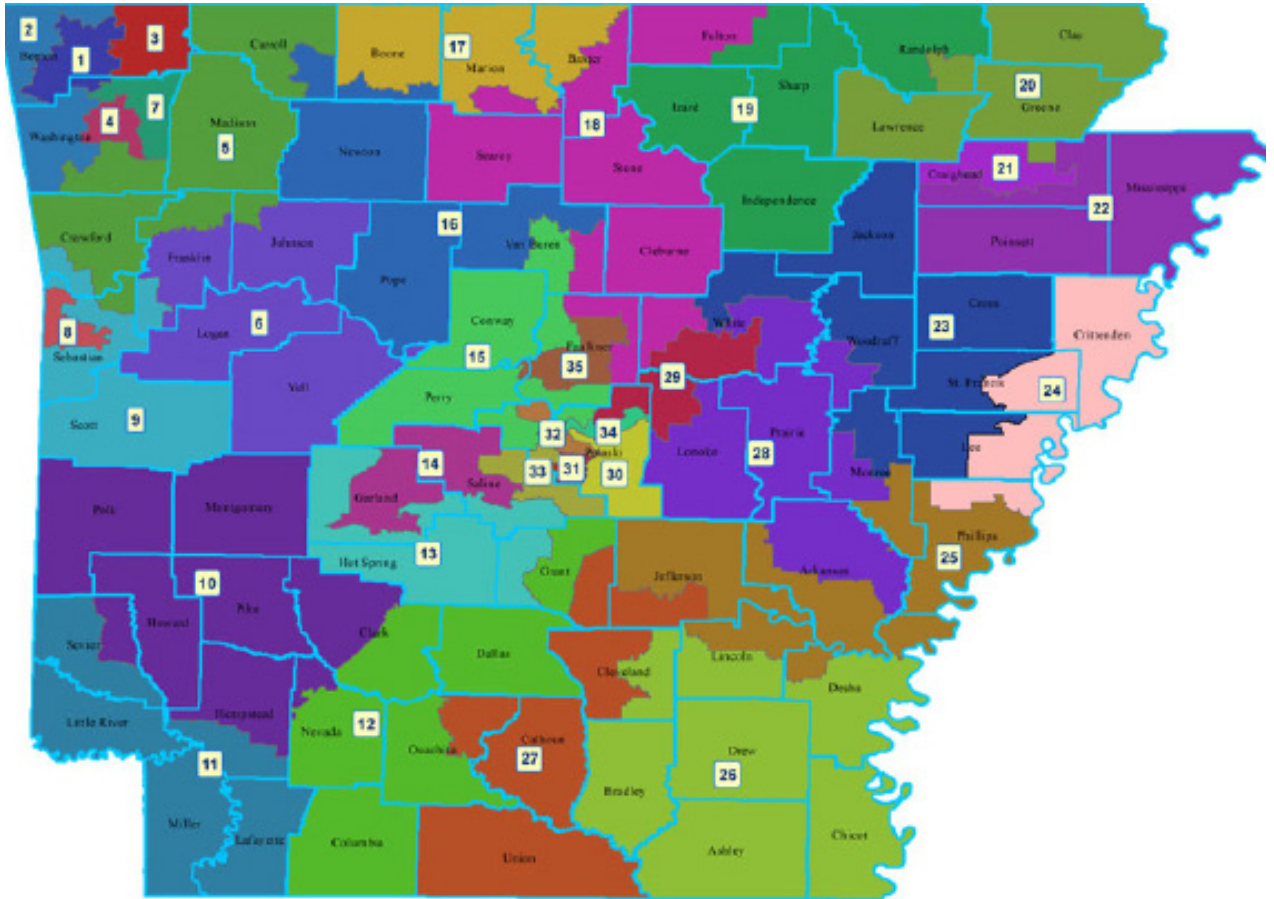 2
3
Carroll
Boone
17
Fulton
Clay
Benton
1
Marion
Baxter
Randolph
Sharp
20
7
Izard
19
Greene
4
Washington
Madison
5
18
Lawrence
Newton
Searcy
Stone
21
Craighead
Mississippi
Independence
22
16
Crawford
Johnson
Van Buren
Cleburne
Jackson
Poinsett
Franklin
Pope
Cross
6
Conway
White
23
8
Logan
Faulkner
Woodruff
Crittenden
Sebastian
15
35
29
St. Francis
24
Yell
Perry
9
Scott
32
34
Prairie
Lee
14
Pulaski
Lonoke
28
33
31
30
Monroe
Saline
Garland
Polk
Montgomery
Phillips
13
25
Hot Spring
Grant
Jefferson
Arkansas
10
Pike
Howard
Clark
Sevier
Dallas
Lincoln
Cleveland
Desha
Little River
Hempstead
12
Nevada
Calhoun
Ouachita
Drew
11
27
26
Bradley
Miller
Lafayette
Columbia
Chicot
Ashley
Union